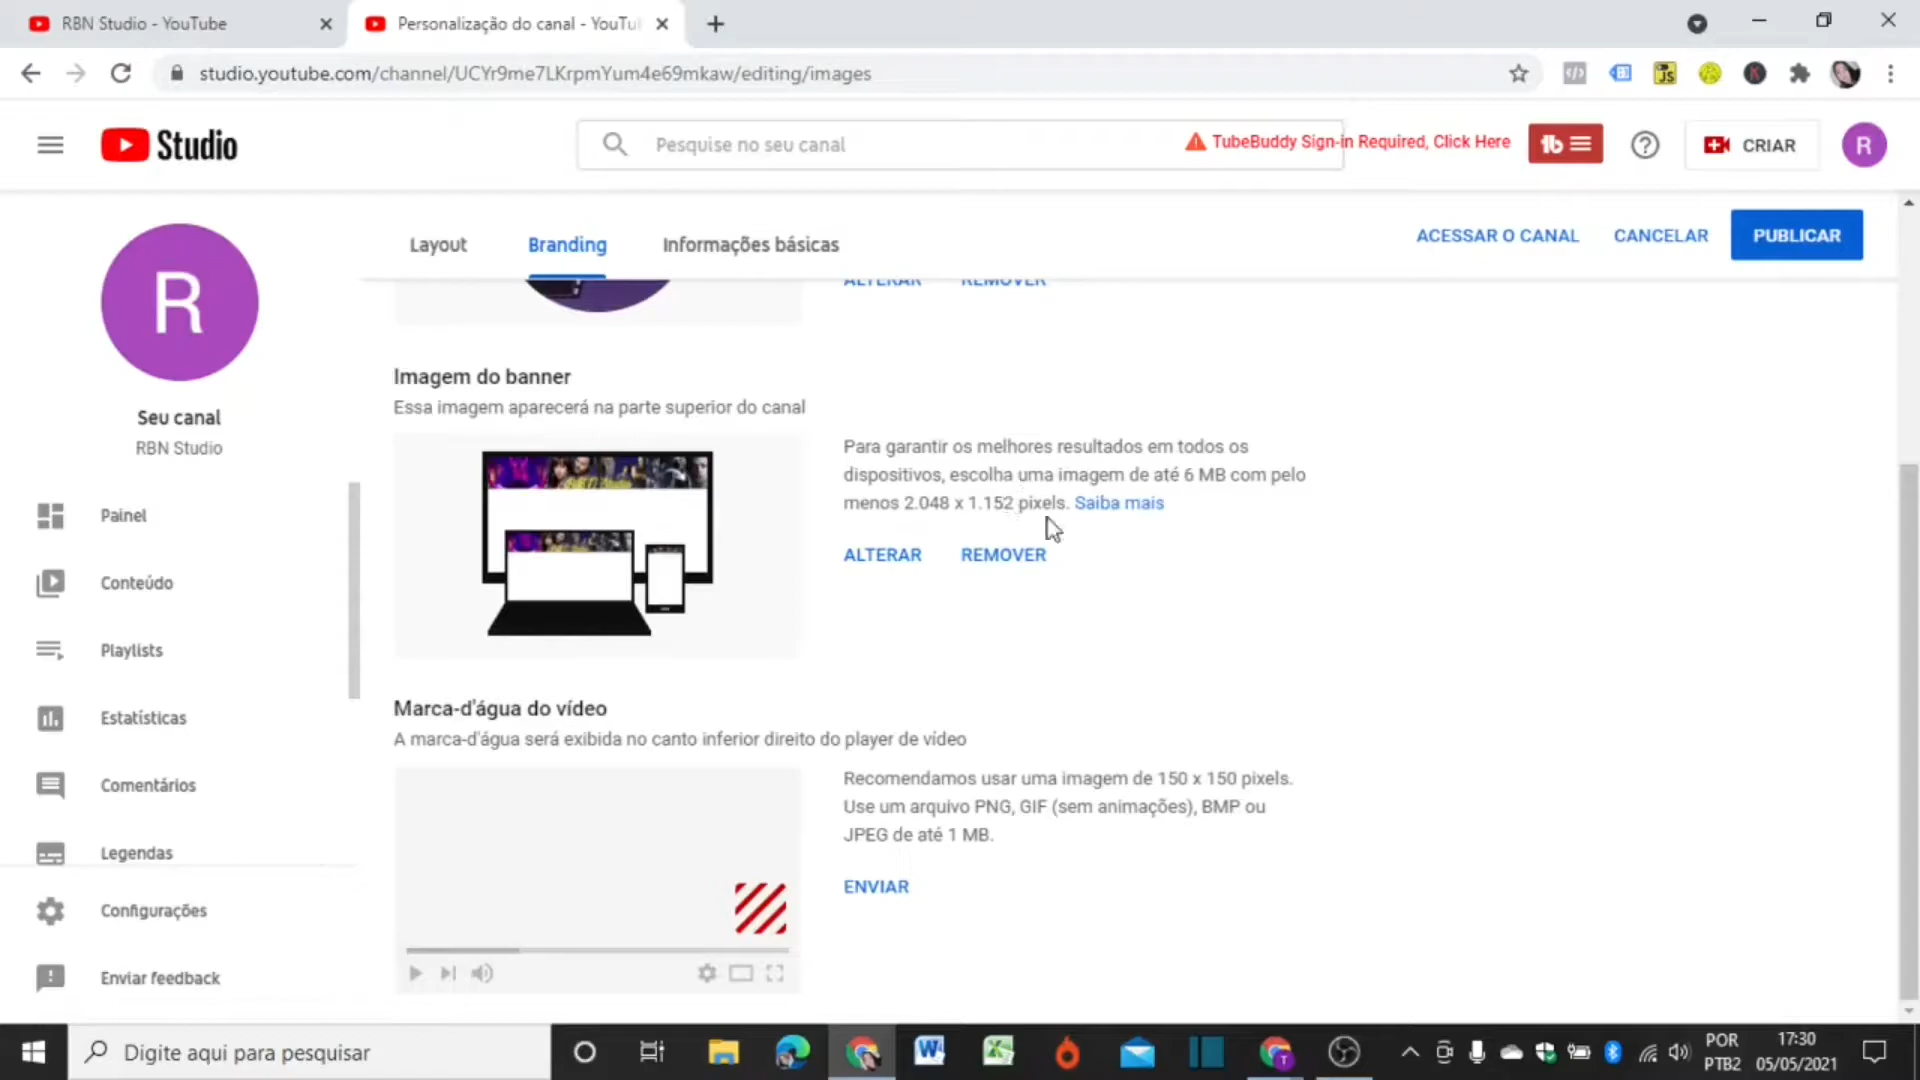 RBN Studio - YouTube
Personalização do canal - YouTu
studio.youtube.com/channel/UCYr9me7LKrpmYum4e69mkaw/editing/images
Studio
Pesquise no seu canal
TubeBuddy Sign-in Required, Click Here
CRIAR
R
Layout
Branding
Informações básicas
ACESSAR O CANAL
CANCELAR
PUBLICAR
ALTERAR
REMOVER
R
Seu canal
RBN Studio
Painel
Conteúdo
Playlists
Estatísticas
Comentários
Legendas
Configurações
Enviar feedback
Imagem do banner
Essa imagem aparecerá na parte superior do canal
Para garantir os melhores resultados em todos os
dispositivos, escolha uma imagem de até 6 MB com pelo
menos 2.048 x 1.152 pixels. Saiba mais
ALTERAR
REMOVER
Marca-d'água do vídeo
A marca-d'água será exibida no canto inferior direito do player de vídeo
Recomendamos usar uma imagem de 150 x 150 pixels.
Use um arquivo PNG, GIF (sem animações), BMP ou
JPEG de até 1 MB.
ENVIAR
Digite aqui para pesquisar
POR
PTB2
17:30
05/05/2021